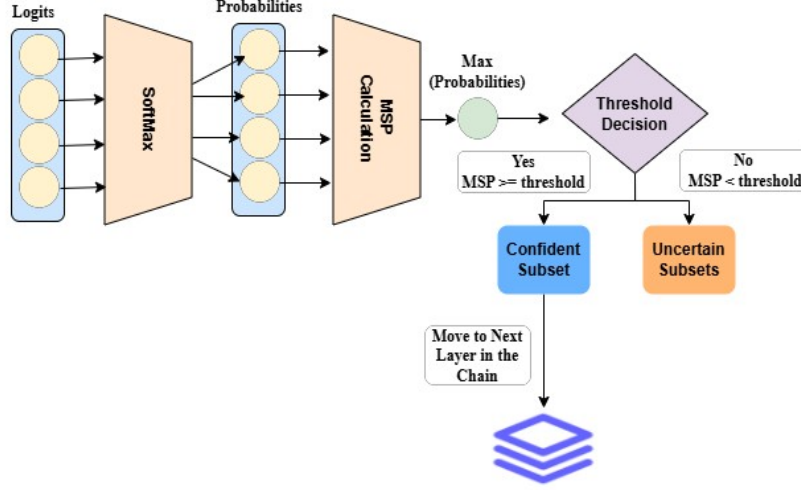 Logits
Probabilities
SoftMax
MSP
Calculation
Max
(Probabilities)
Threshold
Decision
Yes
MSP >= threshold
No
MSP < threshold
Confident
Subset
Uncertain
Subsets
Move to Next
Layer in the
Chain